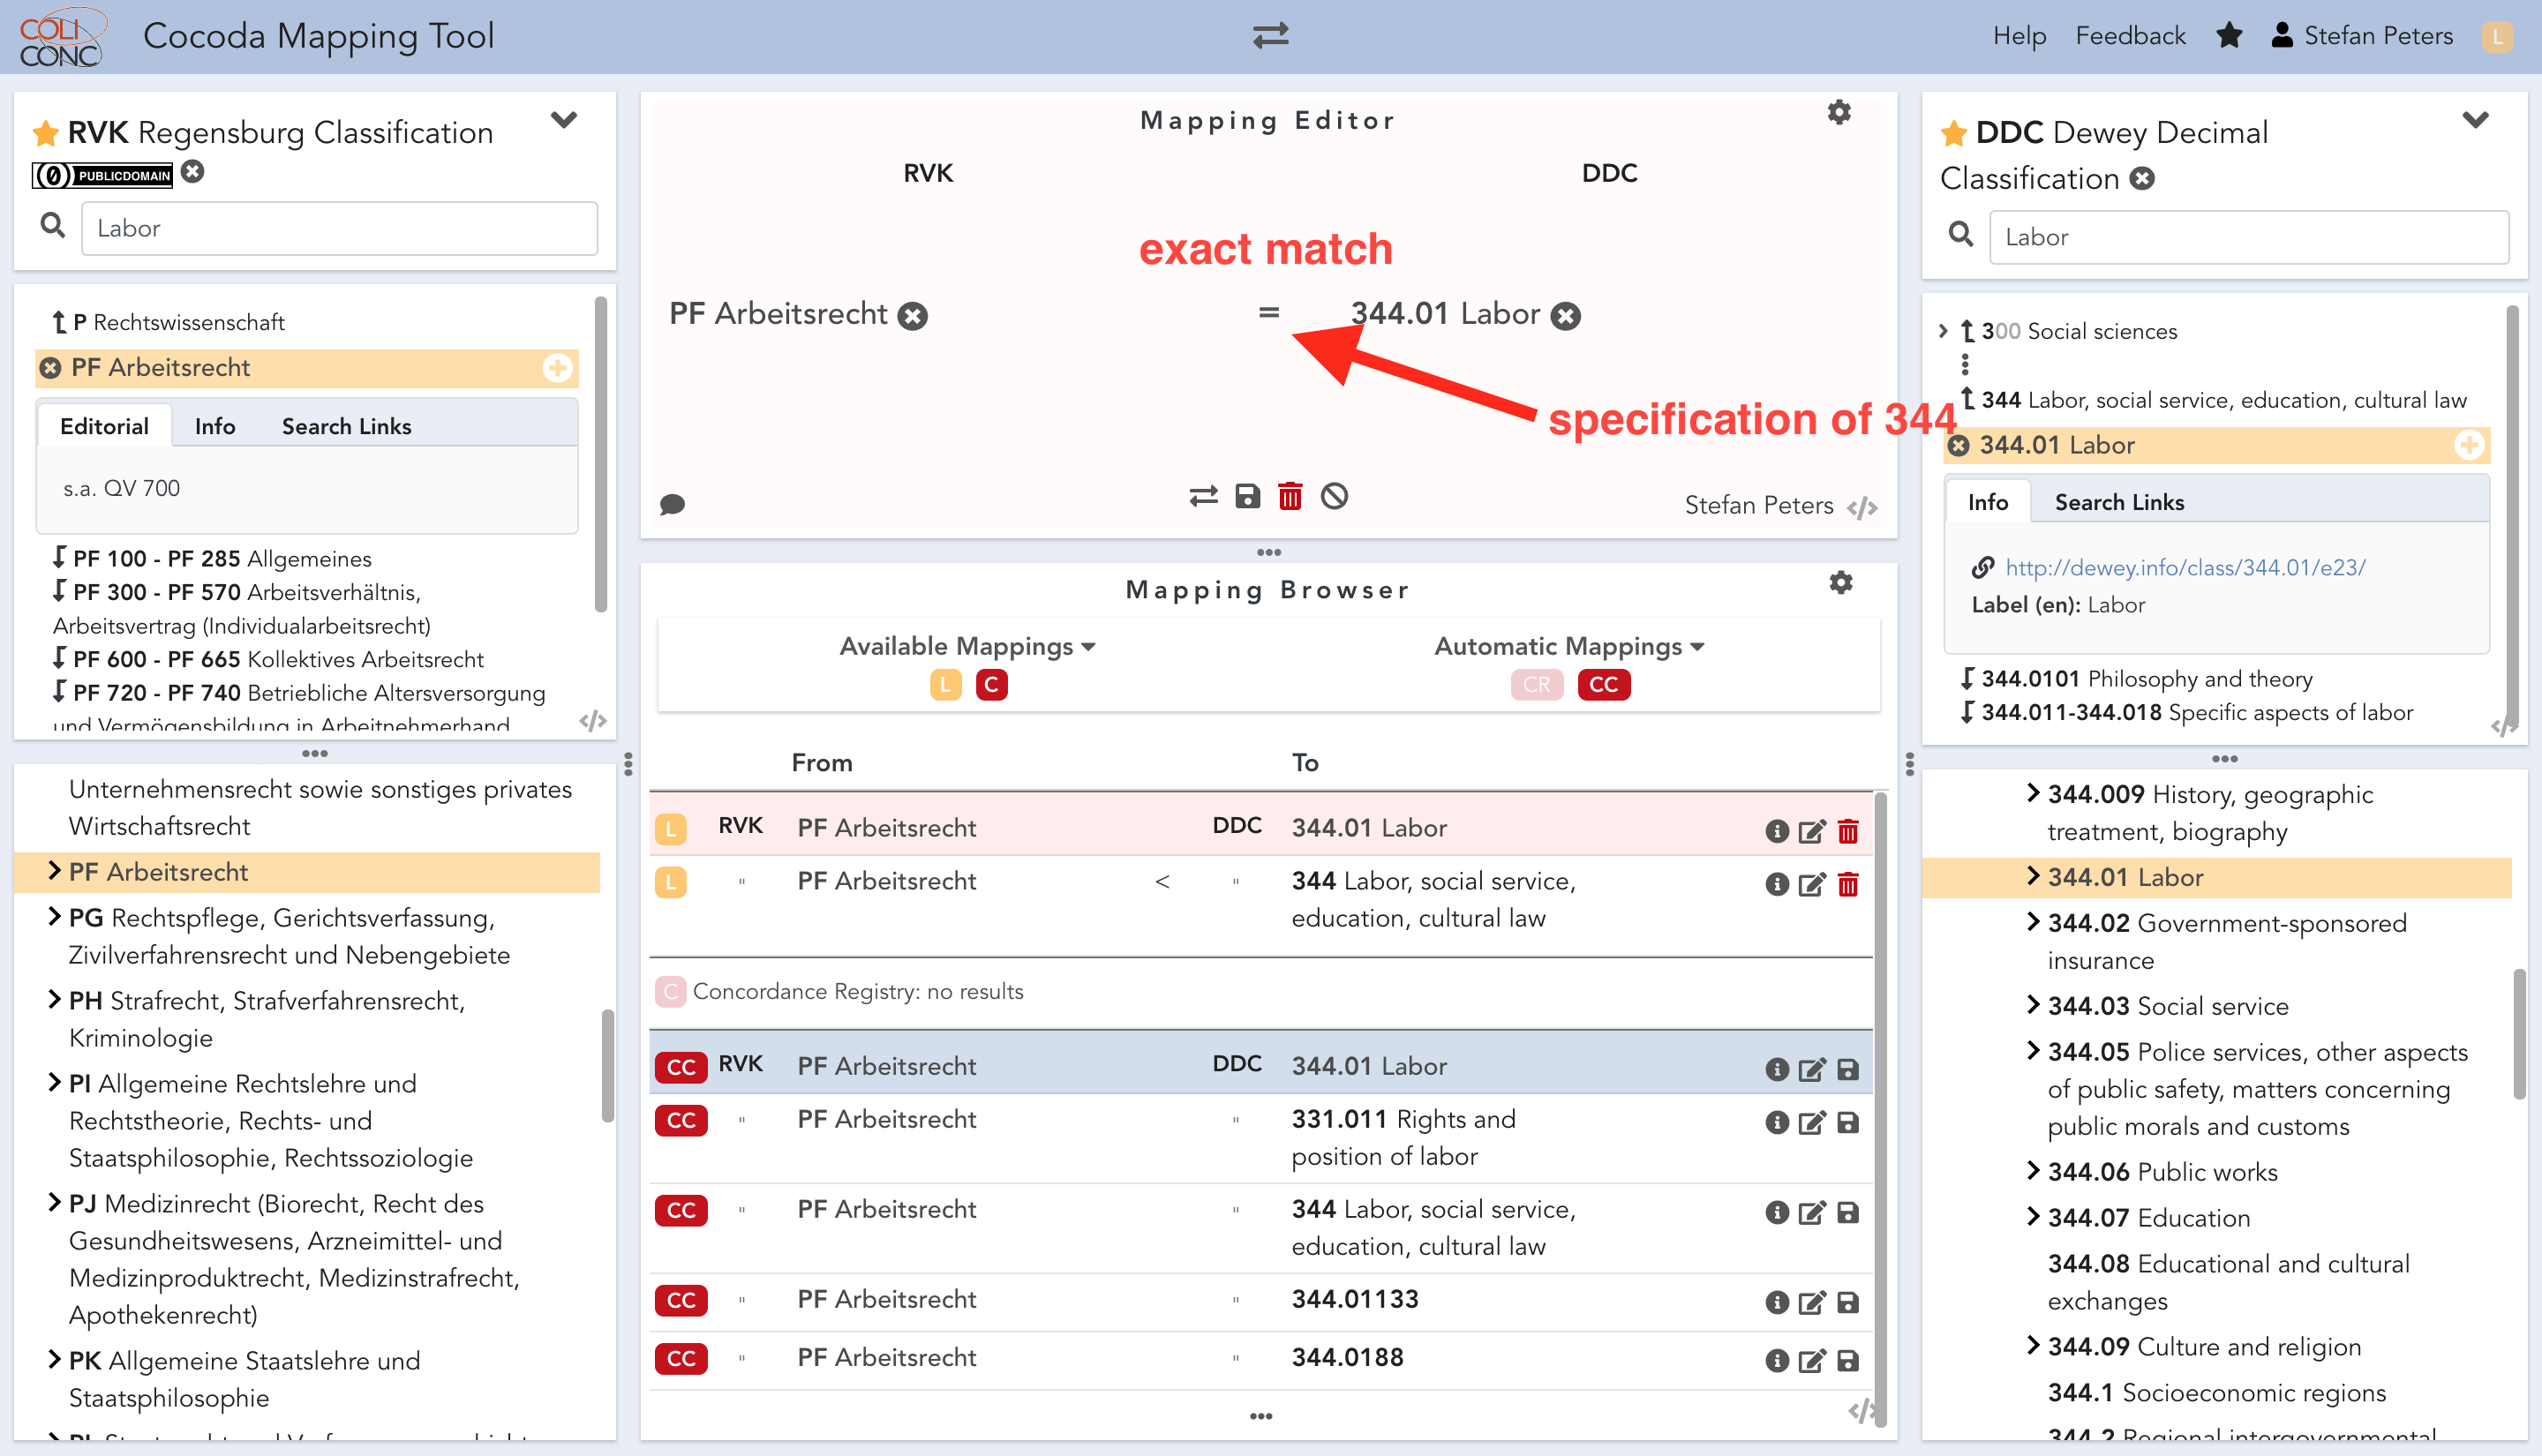 COLI
CONC
Cocoda Mapping Tool
Help
Feedback
Stefan Peters
L
RVK Regensburg Classification
PUBLICDOMAIN
Labor
P Rechtswissenschaft
PF Arbeitsrecht
Editorial
Info
Search Links
s.a. QV 700
PF 100 - PF 285 Allgemeines
PF 300 - PF 570 Arbeitsverhältnis,
Arbeitsvertrag (Individualarbeitsrecht)
PF 600 - PF 665 Kollektives Arbeitsrecht
PF 720 - PF 740 Betriebliche Altersversorgung
und Vermögensbildung in Arbeitnehmerhand
Unternehmensrecht sowie sonstiges privates
Wirtschaftsrecht
PF Arbeitsrecht
PG Rechtspflege, Gerichtsverfassung,
Zivilverfahrensrecht und Nebengebiete
PH Strafrecht, Strafverfahrensrecht,
Kriminologie
PI Allgemeine Rechtslehre und
Rechtstheorie, Rechts- und
Staatsphilosophie, Rechtssoziologie
PJ Medizinrecht (Biorecht, Recht des
Gesundheitswesens, Arzneimittel- und
Medizinproduktrecht, Medizinstrafrecht,
Apothekenrecht)
PK Allgemeine Staatslehre und
Staatsphilosophie
Mapping Editor
RVK
DDC
exact match
PF Arbeitsrecht
=
344.01 Labor
specification of 344
Stefan Peters </>
Mapping Browser
Available Mappings
L C
Automatic Mappings
CR CC
From
To
L RVK PF Arbeitsrecht DDC 344.01 Labor
L " PF Arbeitsrecht < " 344 Labor, social service,
education, cultural law
C Concordance Registry: no results
CC RVK PF Arbeitsrecht DDC 344.01 Labor
CC " PF Arbeitsrecht " 331.011 Rights and
position of labor
CC " PF Arbeitsrecht " 344 Labor, social service,
education, cultural law
CC " PF Arbeitsrecht " 344.01133
CC " PF Arbeitsrecht " 344.0188
DDC Dewey Decimal
Classification
Labor
300 Social sciences
344 Labor, social service, education, cultural law
344.01 Labor
Info
Search Links
http://dewey.info/class/344.01/e23/
Label (en): Labor
344.0101 Philosophy and theory
344.011-344.018 Specific aspects of labor
344.009 History, geographic
treatment, biography
344.01 Labor
344.02 Government-sponsored
insurance
344.03 Social service
344.05 Police services, other aspects
of public safety, matters concerning
public morals and customs
344.06 Public works
344.07 Education
344.08 Educational and cultural
exchanges
344.09 Culture and religion
344.1 Socioeconomic regions
344.2 Regional intergovernmental